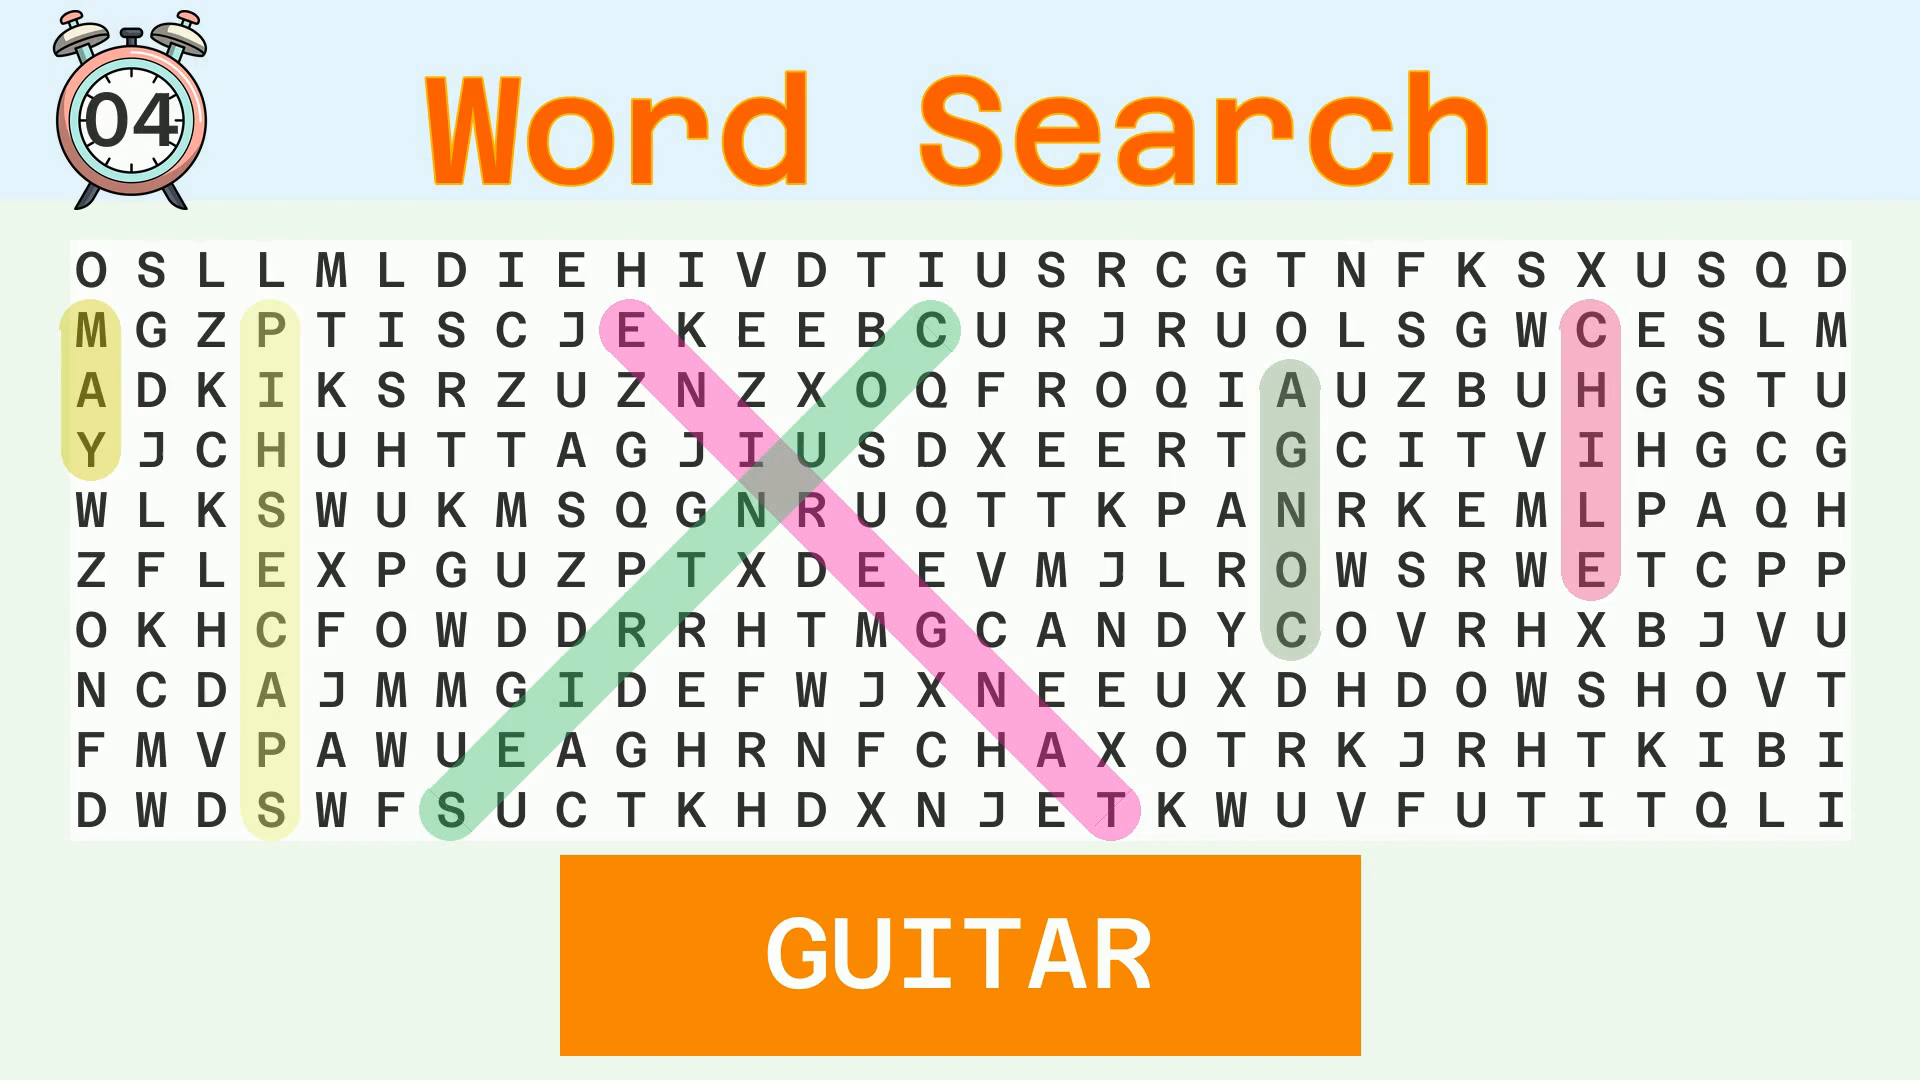 04
Word Search
O S L L M L D I E H I V D T I U S R C G T N F K S X U S Q D
M G Z P T I S C J E K E E B C U R J R U O L S G W C E S L M
A D K I K S R Z U Z N Z X O Q F R O Q I A U Z B U H G S T U
Y J C H U H T T A G J I U S D X E E R T G C I T V I H G C G
W L K S W U K M S Q G N R U Q T T K P A N R K E M L P A Q H
Z F L E X P G U Z P T X D E E V M J L R O W S R W E T C P P
O K H C F O W D D R R H T M G C A N D Y C O V R H X B J V U
N C D A J M M G I D E F W J X N E E U X D H D O W S H O V T
F M V P A W U E A G H R N F C H A X O T R K J R H T K I B I
D W D S W F S U C T K H D X N J E T K W U V F U T I T Q L I
GUITAR